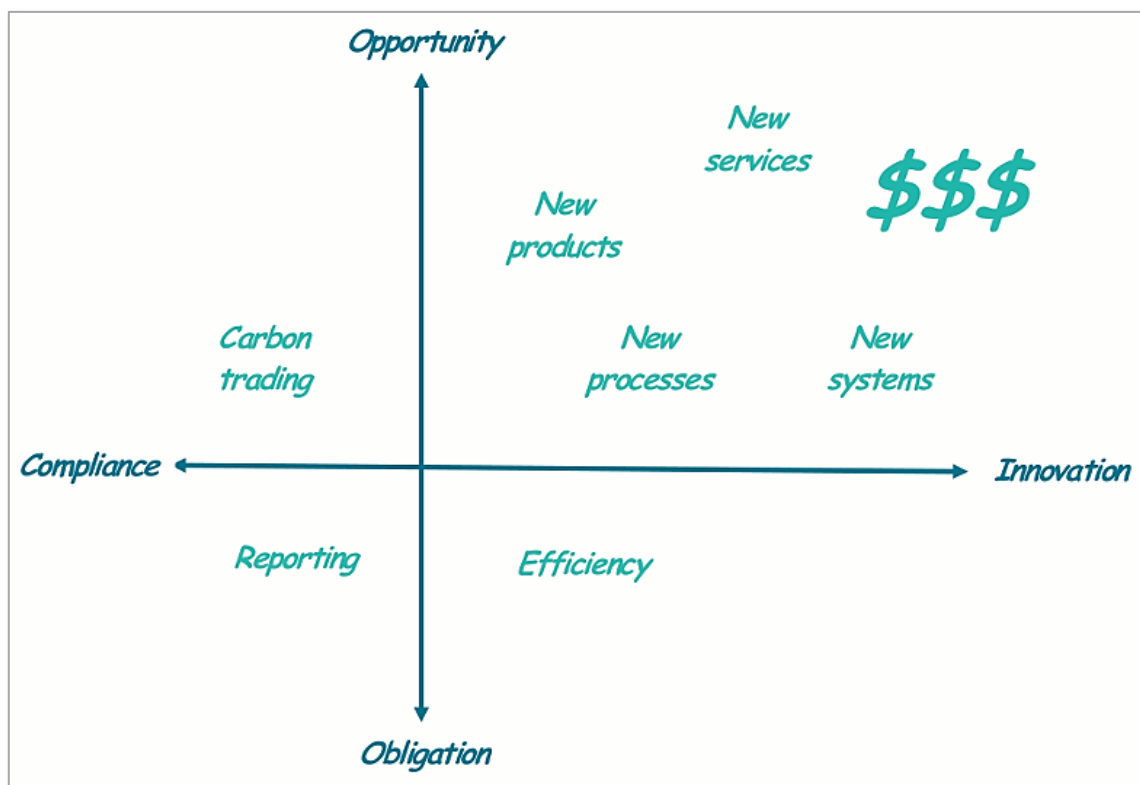 Opportunity
New
services
$$$
New
products
Carbon
trading
New
processes
New
systems
Compliance
Innovation
Reporting
Efficiency
Obligation